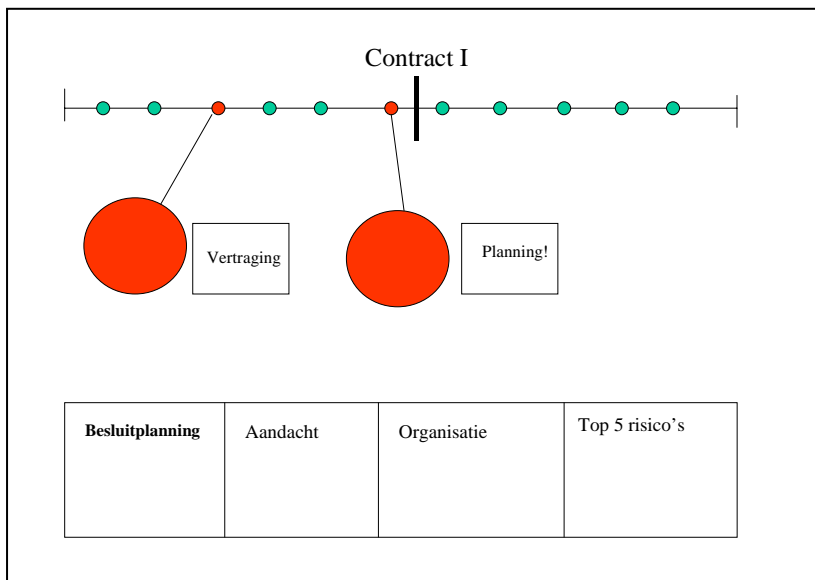 Contract I
Vertraging
Planning!
Besluitplanning
Aandacht
Organisatie
Top 5 risico’s